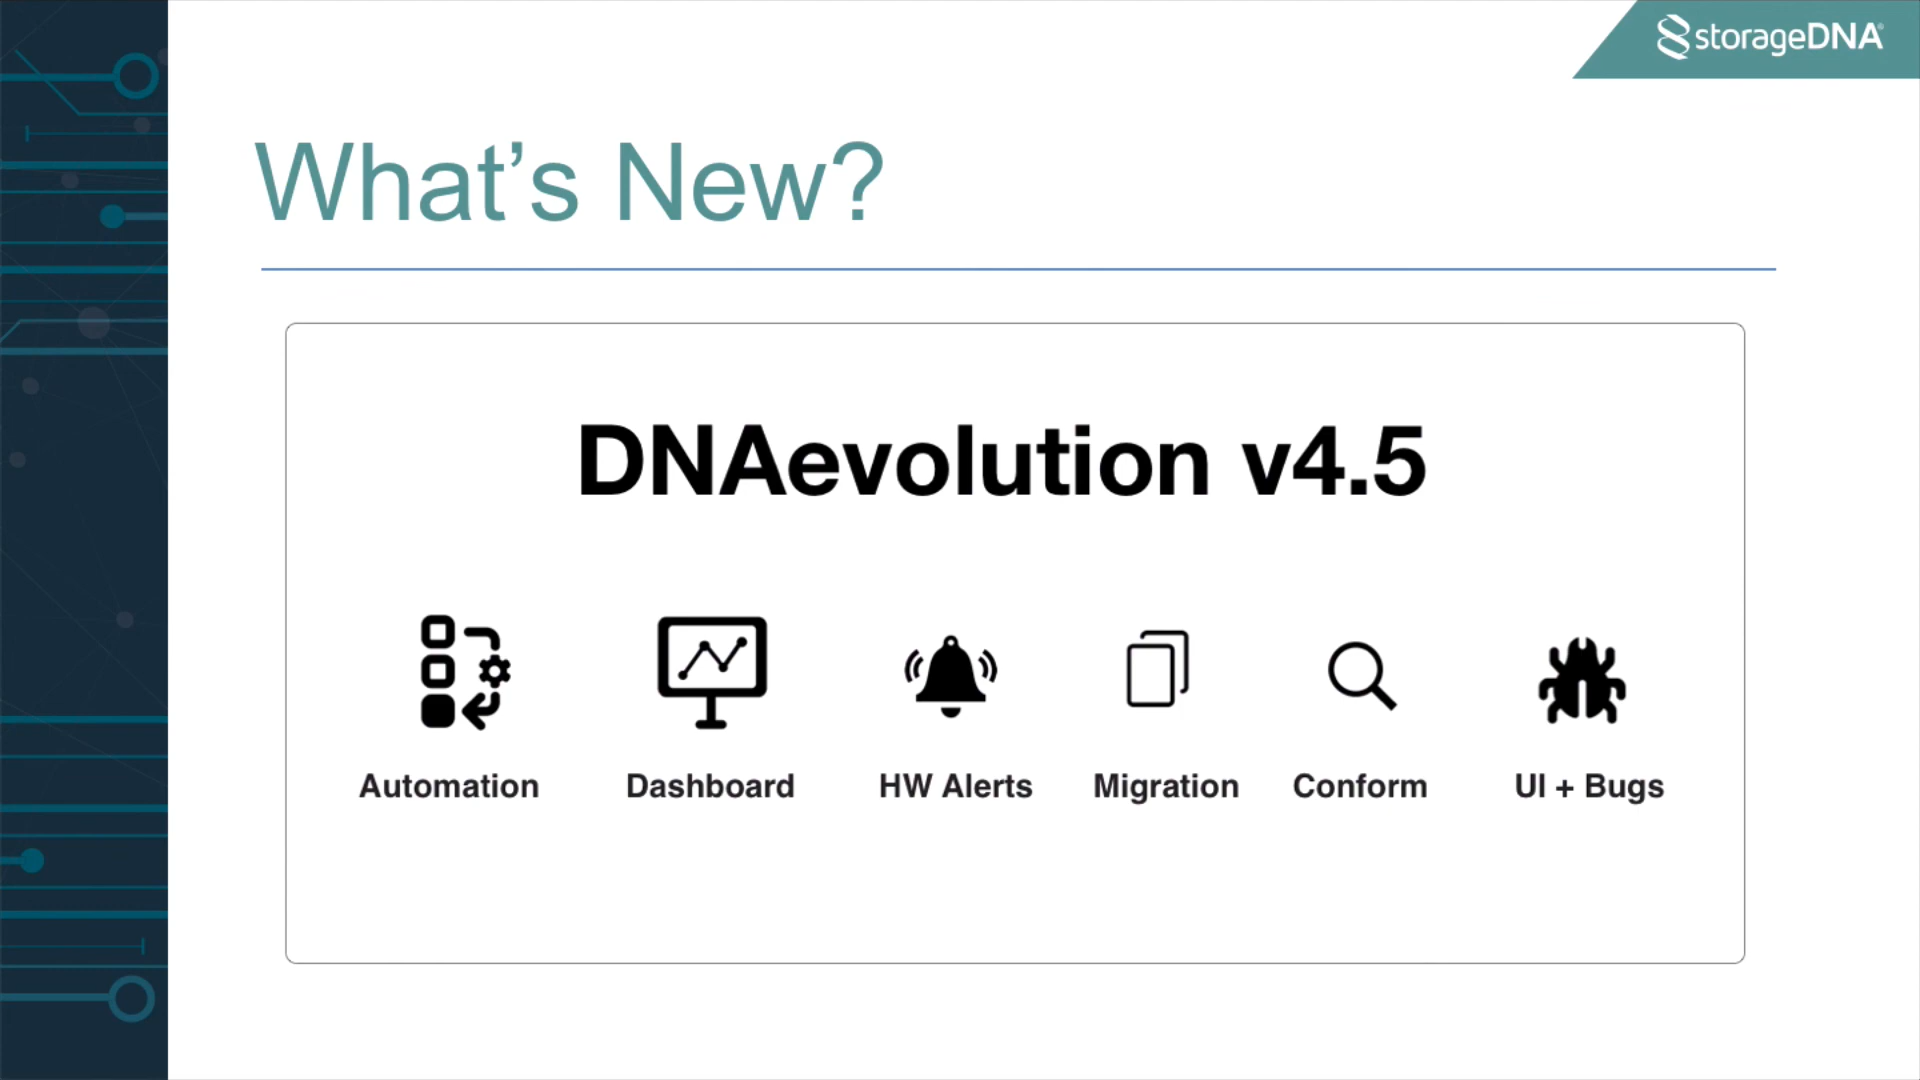 storageDNA
What’s New?
DNAevolution v4.5
Automation Dashboard HW Alerts Migration Conform UI + Bugs